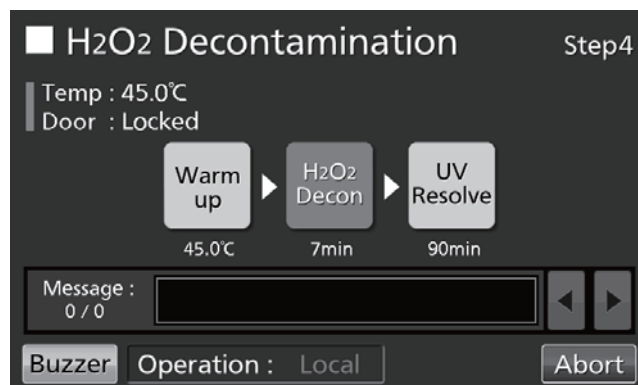 H2O2 Decontamination Step4
Temp : 45.0℃
Door : Locked
Warm up
H2O2 Decon
UV Resolve
45.0℃ 7min 90min
Message :
0 / 0
Buzzer Operation : Local Abort